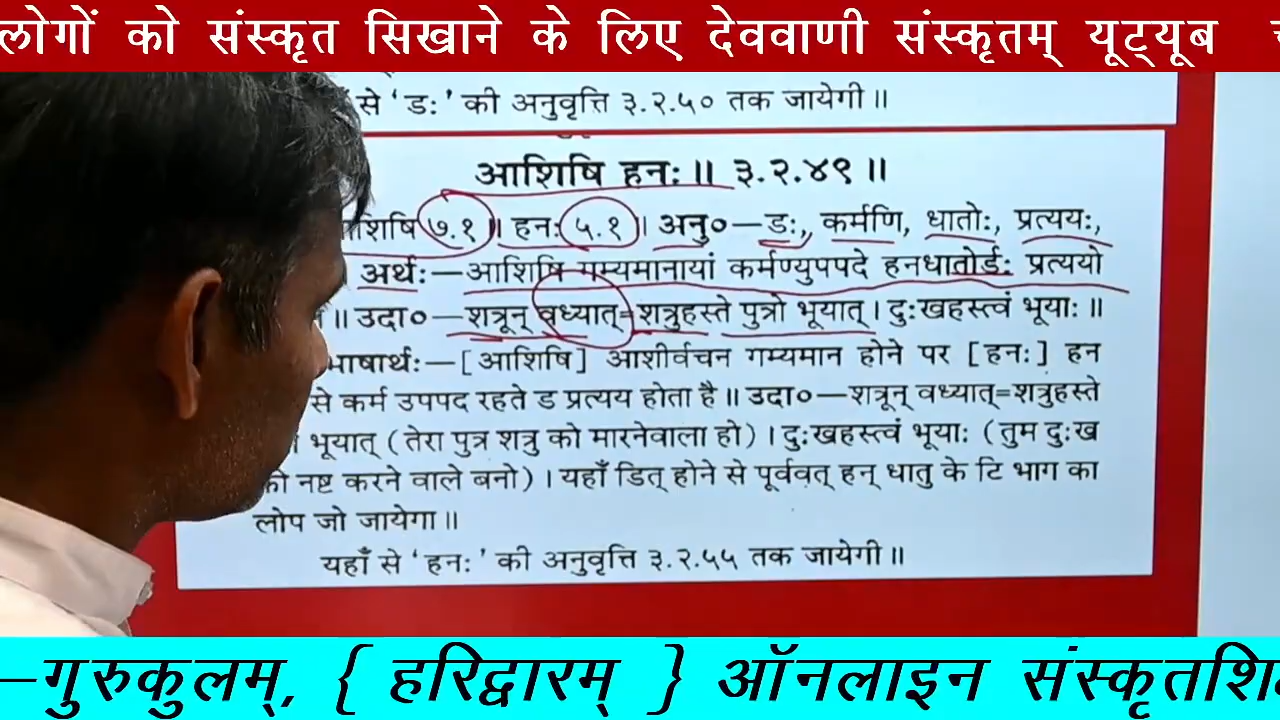 लोगों को संस्कृत सिखाने के लिए देववाणी संस्कृतम् यूट्यूब
से ‘डः’ की अनुवृत्ति ३.२.५० तक जायेगी॥
आशिषि हनः॥ ३.२.४९॥
शिषि ७.१॥ हनः ५.१॥ अनु०—डः, कर्मणि, धातोः, प्रत्ययः,
अर्थः—आशिषि गम्यमानायां कर्मण्युपपदे हनधातोर्डः प्रत्ययो
॥ उदा०—शत्रून् वध्यात्=शत्रुहस्ते पुत्रो भूयात्। दुःखहस्त्वं भूयाः॥
भाषार्थः—[आशिषि] आशीर्वचन गम्यमान होने पर [हनः] हन
से कर्म उपपद रहते ड प्रत्यय होता है॥ उदा०—शत्रून् वध्यात्=शत्रुहस्ते
भूयात् (तेरा पुत्र शत्रु को मारनेवाला हो)। दुःखहस्त्वं भूयाः (तुम दुःख
को नष्ट करने वाले बनो)। यहाँ डित् होने से पूर्ववत् हन् धातु के टि भाग का
लोप जो जायेगा॥
यहाँ से ‘हनः’ की अनुवृत्ति ३.२.५५ तक जायेगी॥
—गुरुकुलम्, { हरिद्वारम् } ऑनलाइन संस्कृतशि